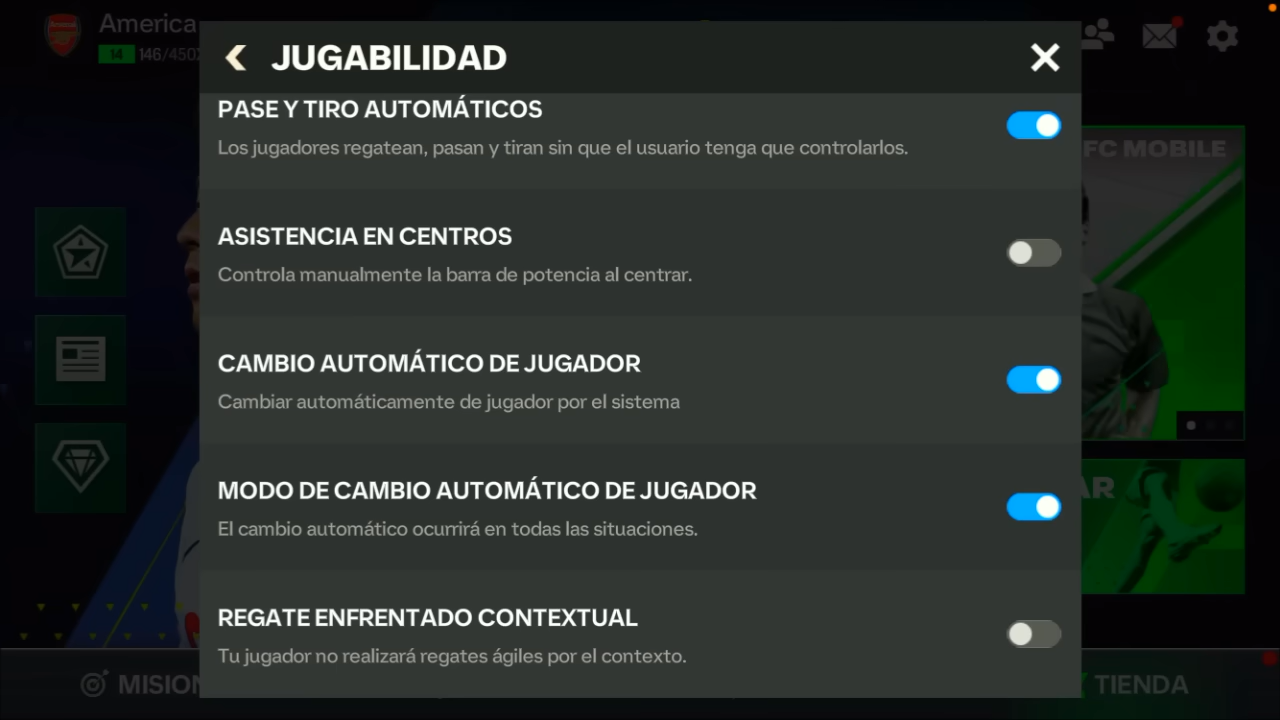 America
14 146/450
JUGABILIDAD
PASE Y TIRO AUTOMÁTICOS
Los jugadores regatean, pasan y tiran sin que el usuario tenga que controlarlos.
FC MOBILE
ASISTENCIA EN CENTROS
Controla manualmente la barra de potencia al centrar.
CAMBIO AUTOMÁTICO DE JUGADOR
Cambiar automáticamente de jugador por el sistema
MODO DE CAMBIO AUTOMÁTICO DE JUGADOR
El cambio automático ocurrirá en todas las situaciones.
AR
REGATE ENFRENTADO CONTEXTUAL
Tu jugador no realizará regates ágiles por el contexto.
MISION
TIENDA